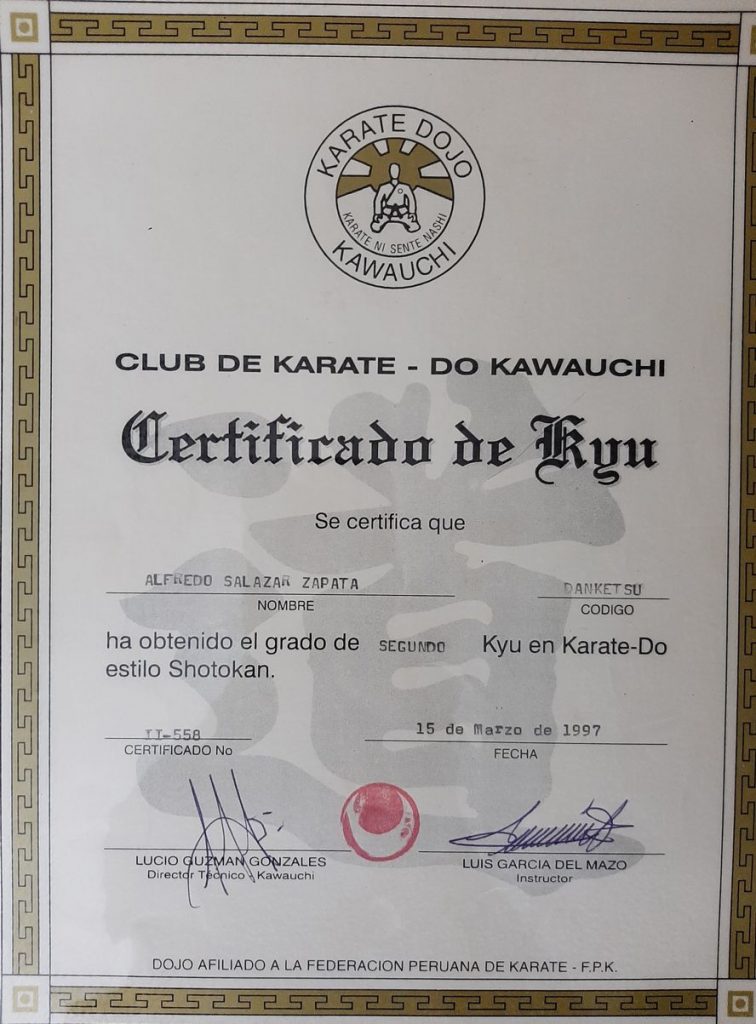 KARATE DOJO
KARATE NI SENTE NASHI
KAWAUCHI
CLUB DE KARATE - DO KAWAUCHI
Certificado de Kyu
Se certifica que
ALFREDO SALAZAR ZAPATA DANKETSU
NOMBRE CODIGO
ha obtenido el grado de SEGUNDO Kyu en Karate-Do
estilo Shotokan.
II-558 15 de Marzo de 1997
CERTIFICADO No FECHA
LUCIO GUZMAN GONZALES LUIS GARCIA DEL MAZO
Director Técnico - Kawauchi Instructor
DOJO AFILIADO A LA FEDERACION PERUANA DE KARATE - F.P.K.
道